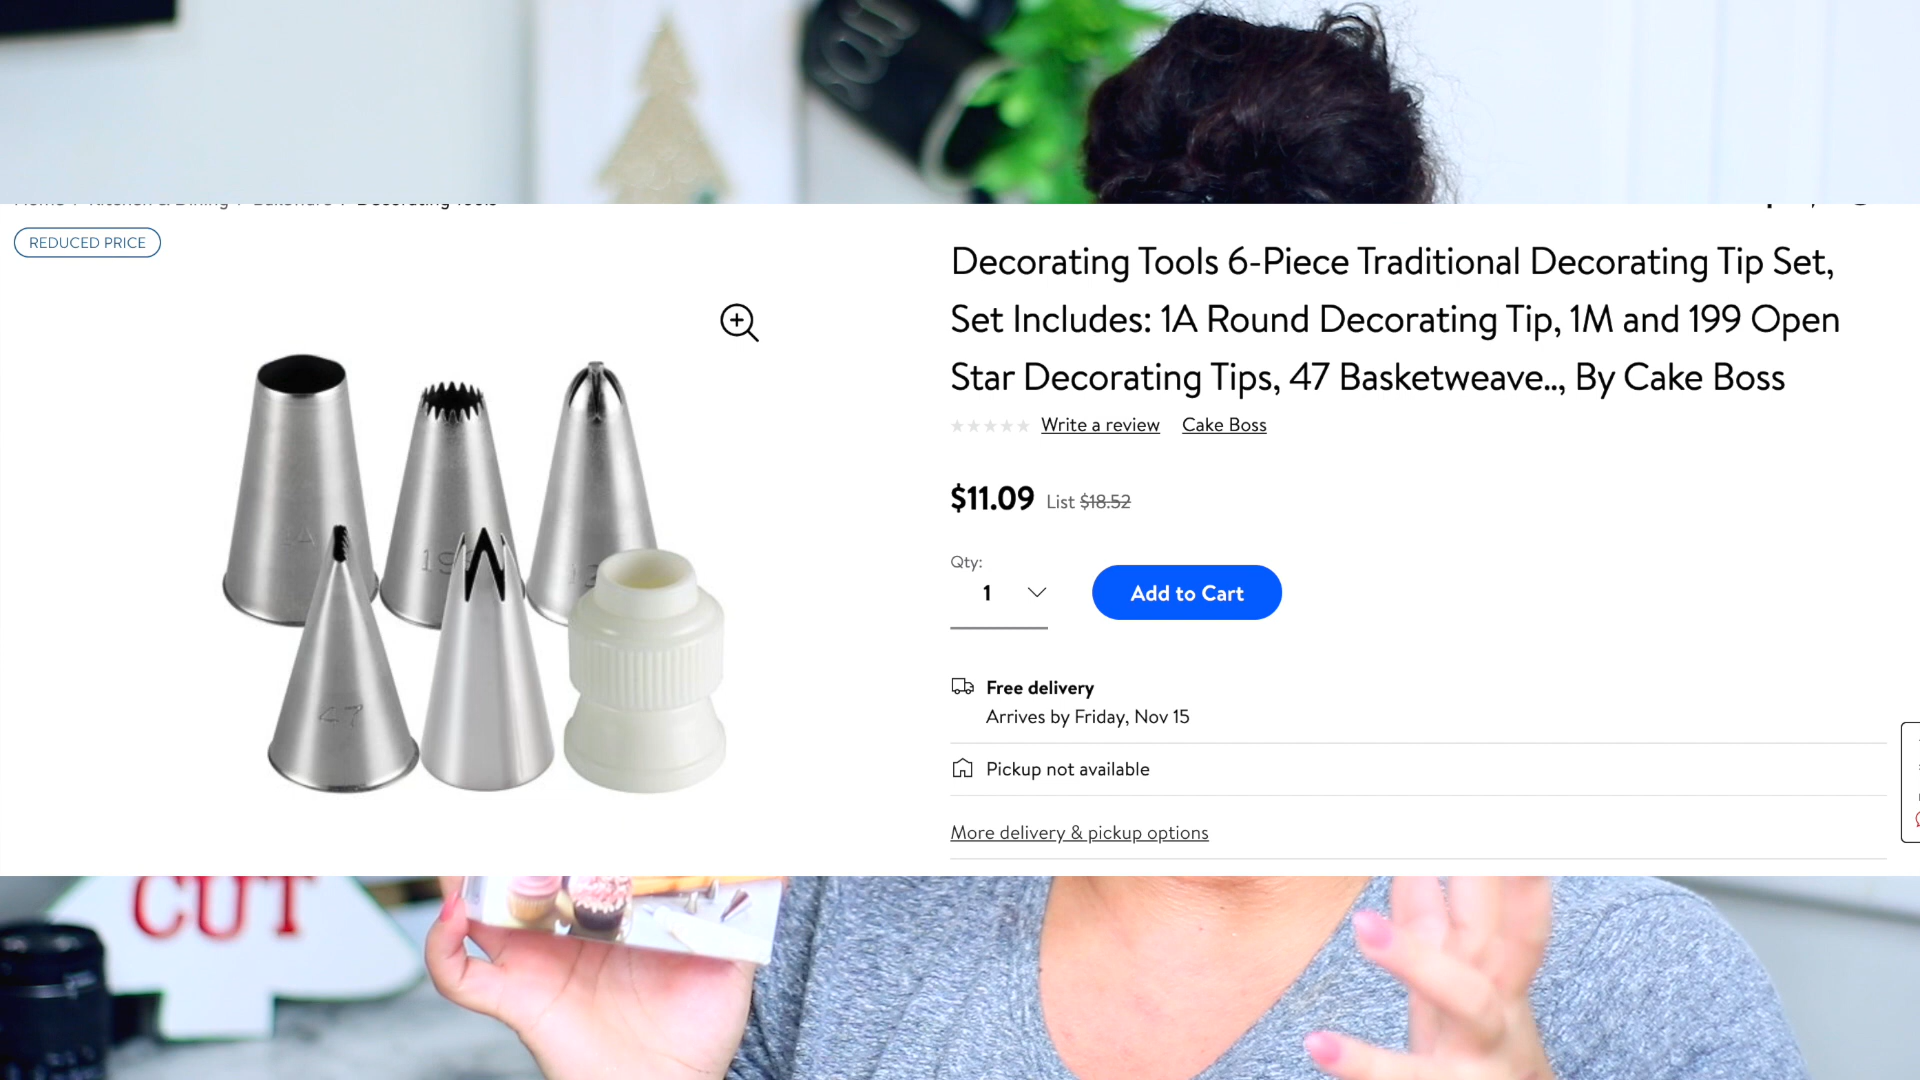 REDUCED PRICE
Decorating Tools 6-Piece Traditional Decorating Tip Set,
Set Includes: 1A Round Decorating Tip, 1M and 199 Open
Star Decorating Tips, 47 Basketweave.., By Cake Boss
Write a review Cake Boss
$11.09 List $18.52
Qty:
1
Add to Cart
Free delivery
Arrives by Friday, Nov 15
Pickup not available
More delivery & pickup options
47
CUT